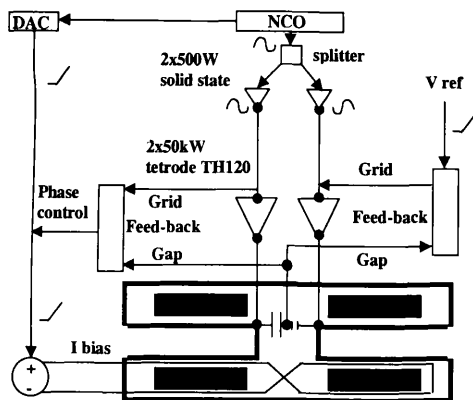 DAC
NCO
2x500W
solid state
splitter
V ref
2x50kW
tetrode TH120
Grid
Grid
Phase
control
Feed-back
Feed-back
Gap
Gap
I bias
+
-